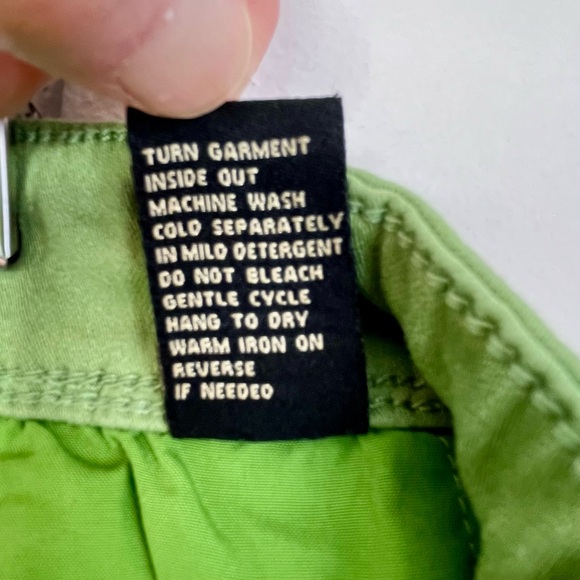 TURN GARMENT
INSIDE OUT
MACHINE WASH
COLD SEPARATELY
IN MILD DETERGENT
DO NOT BLEACH
GENTLE CYCLE
HANG TO DRY
WARM IRON ON
REVERSE
IF NEEDED